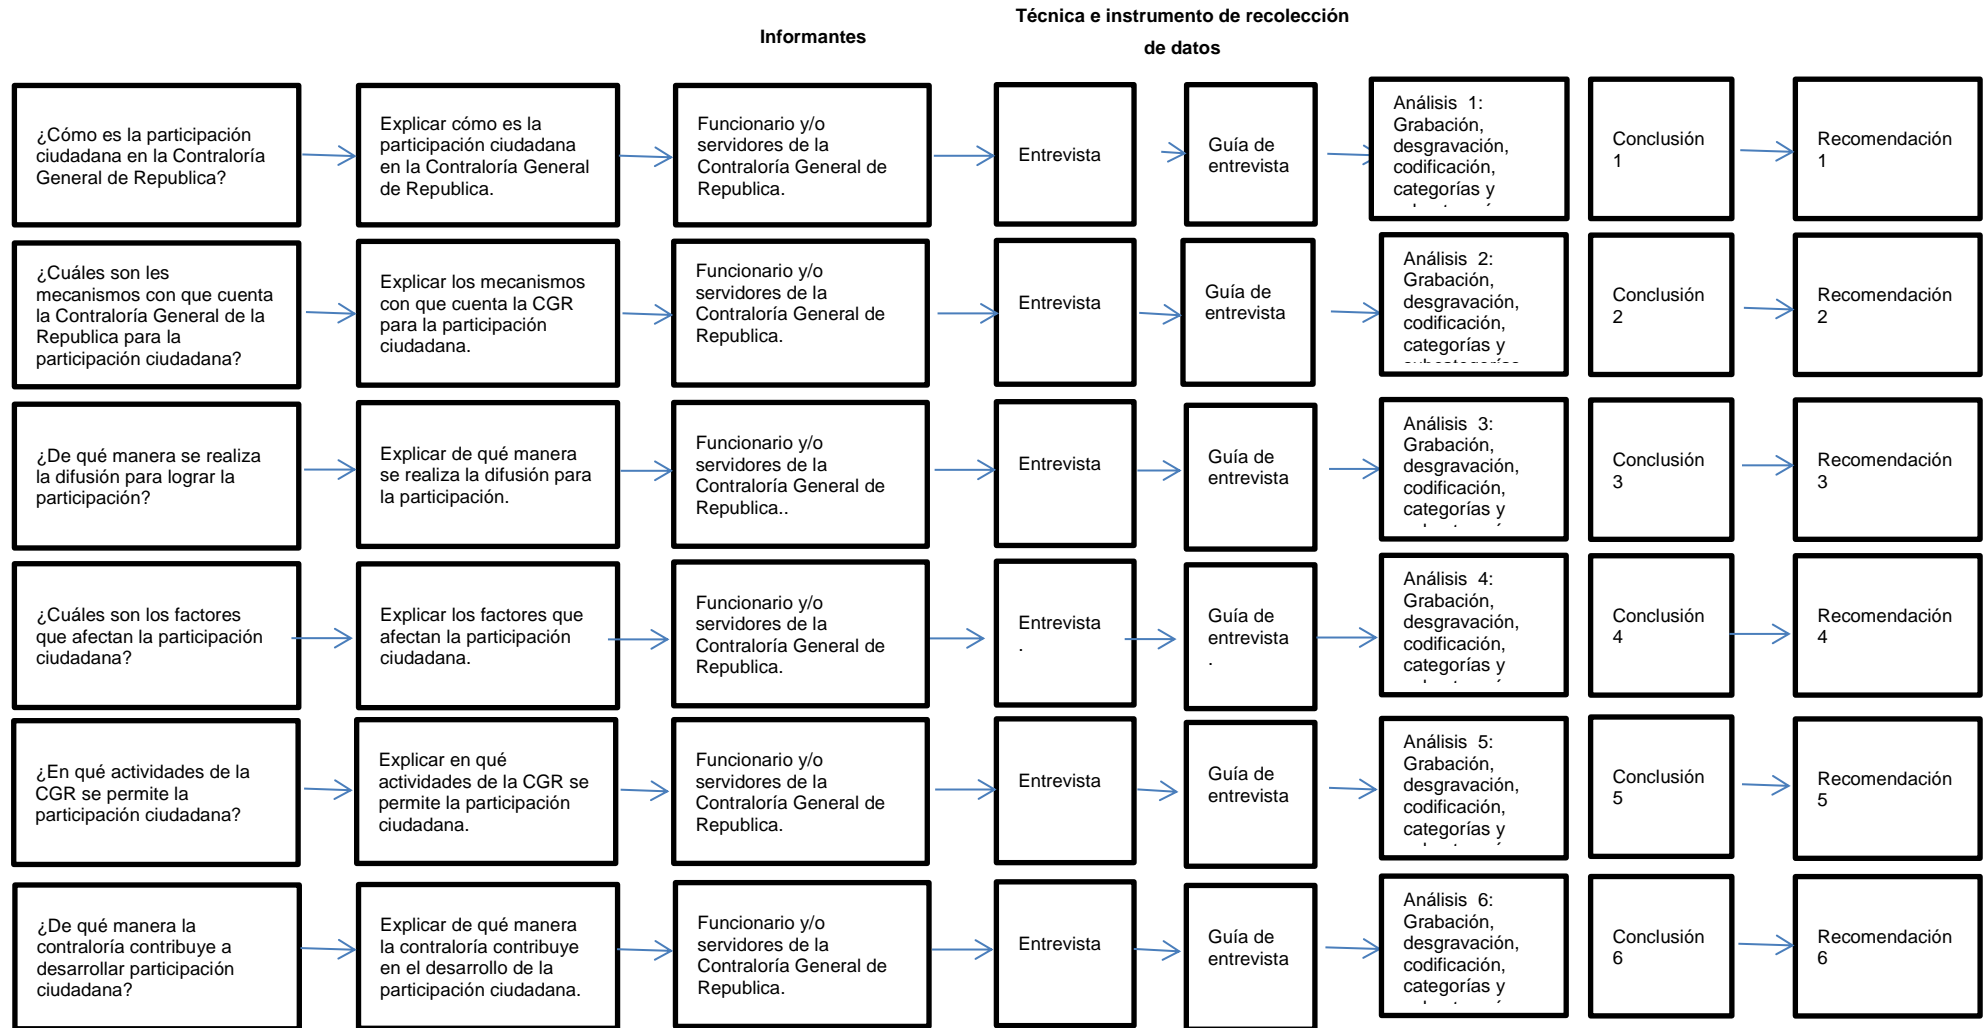 Informantes
Técnica e instrumento de recolección
de datos
¿Cómo es la participación
ciudadana en la Contraloría
General de Republica?
Explicar cómo es la
participación ciudadana
en la Contraloría General
de Republica.
Funcionario y/o
servidores de la
Contraloría General de
Republica.
Entrevista
Guía de
entrevista
Análisis 1:
Grabación,
desgravación,
codificación,
categorías y
Conclusión
1
Recomendación
1
¿Cuáles son les
mecanismos con que cuenta
la Contraloría General de la
Republica para la
participación ciudadana?
Explicar los mecanismos
con que cuenta la CGR
para la participación
ciudadana.
Funcionario y/o
servidores de la
Contraloría General de
Republica.
Entrevista
Guía de
entrevista
Análisis 2:
Grabación,
desgravación,
codificación,
categorías y
subcategorías
Conclusión
2
Recomendación
2
¿De qué manera se realiza
la difusión para lograr la
participación?
Explicar de qué manera
se realiza la difusión para
la participación.
Funcionario y/o
servidores de la
Contraloría General de
Republica..
Entrevista
Guía de
entrevista
Análisis 3:
Grabación,
desgravación,
codificación,
categorías y
Conclusión
3
Recomendación
3
¿Cuáles son los factores
que afectan la participación
ciudadana?
Explicar los factores que
afectan la participación
ciudadana.
Funcionario y/o
servidores de la
Contraloría General de
Republica.
Entrevista
.
Guía de
entrevista
.
Análisis 4:
Grabación,
desgravación,
codificación,
categorías y
Conclusión
4
Recomendación
4
¿En qué actividades de la
CGR se permite la
participación ciudadana?
Explicar en qué
actividades de la CGR se
permite la participación
ciudadana.
Funcionario y/o
servidores de la
Contraloría General de
Republica.
Entrevista
Guía de
entrevista
Análisis 5:
Grabación,
desgravación,
codificación,
categorías y
Conclusión
5
Recomendación
5
¿De qué manera la
contraloría contribuye a
desarrollar participación
ciudadana?
Explicar de qué manera
la contraloría contribuye
en el desarrollo de la
participación ciudadana.
Funcionario y/o
servidores de la
Contraloría General de
Republica.
Entrevista
Guía de
entrevista
Análisis 6:
Grabación,
desgravación,
codificación,
categorías y
Conclusión
6
Recomendación
6